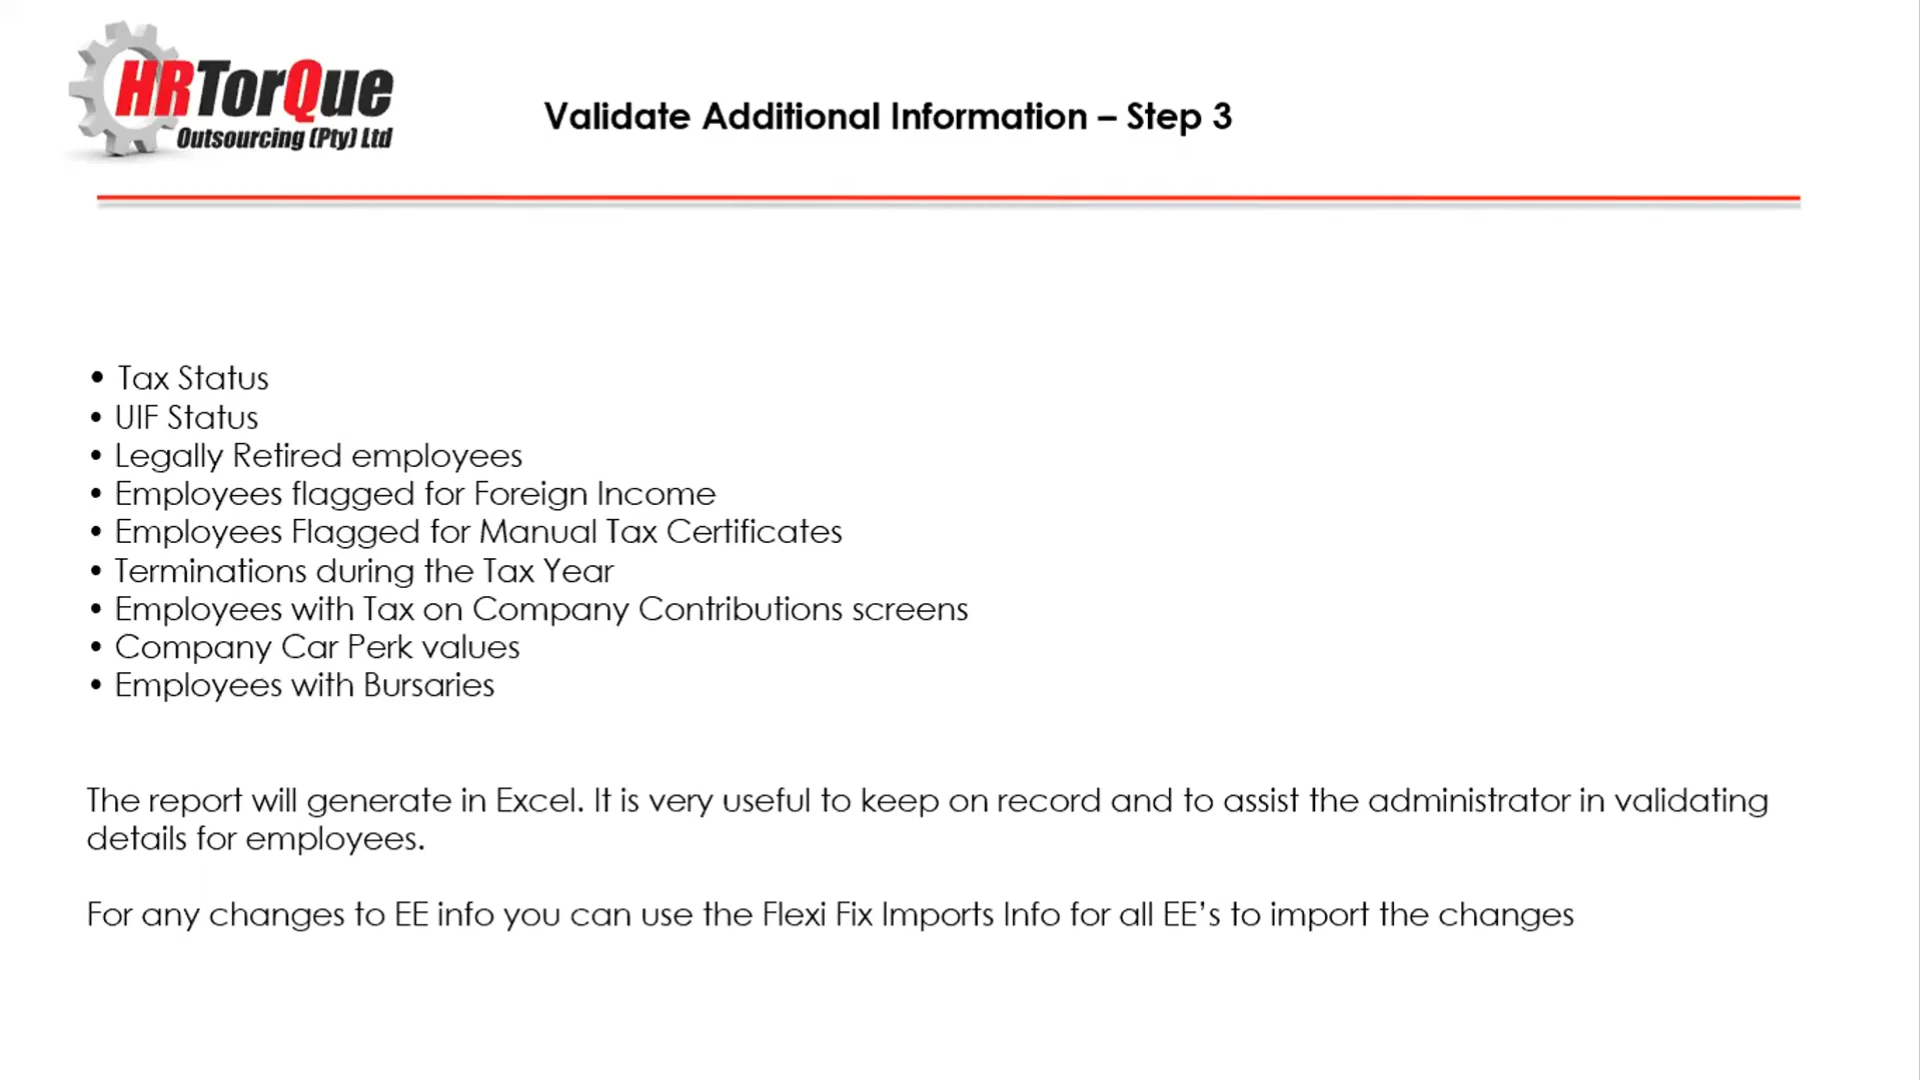 HRTorQue
Outsourcing (Pty) Ltd
Validate Additional Information – Step 3
• Tax Status
• UIF Status
• Legally Retired employees
• Employees flagged for Foreign Income
• Employees Flagged for Manual Tax Certificates
• Terminations during the Tax Year
• Employees with Tax on Company Contributions screens
• Company Car Perk values
• Employees with Bursaries
The report will generate in Excel. It is very useful to keep on record and to assist the administrator in validating
details for employees.
For any changes to EE info you can use the Flexi Fix Imports Info for all EE’s to import the changes